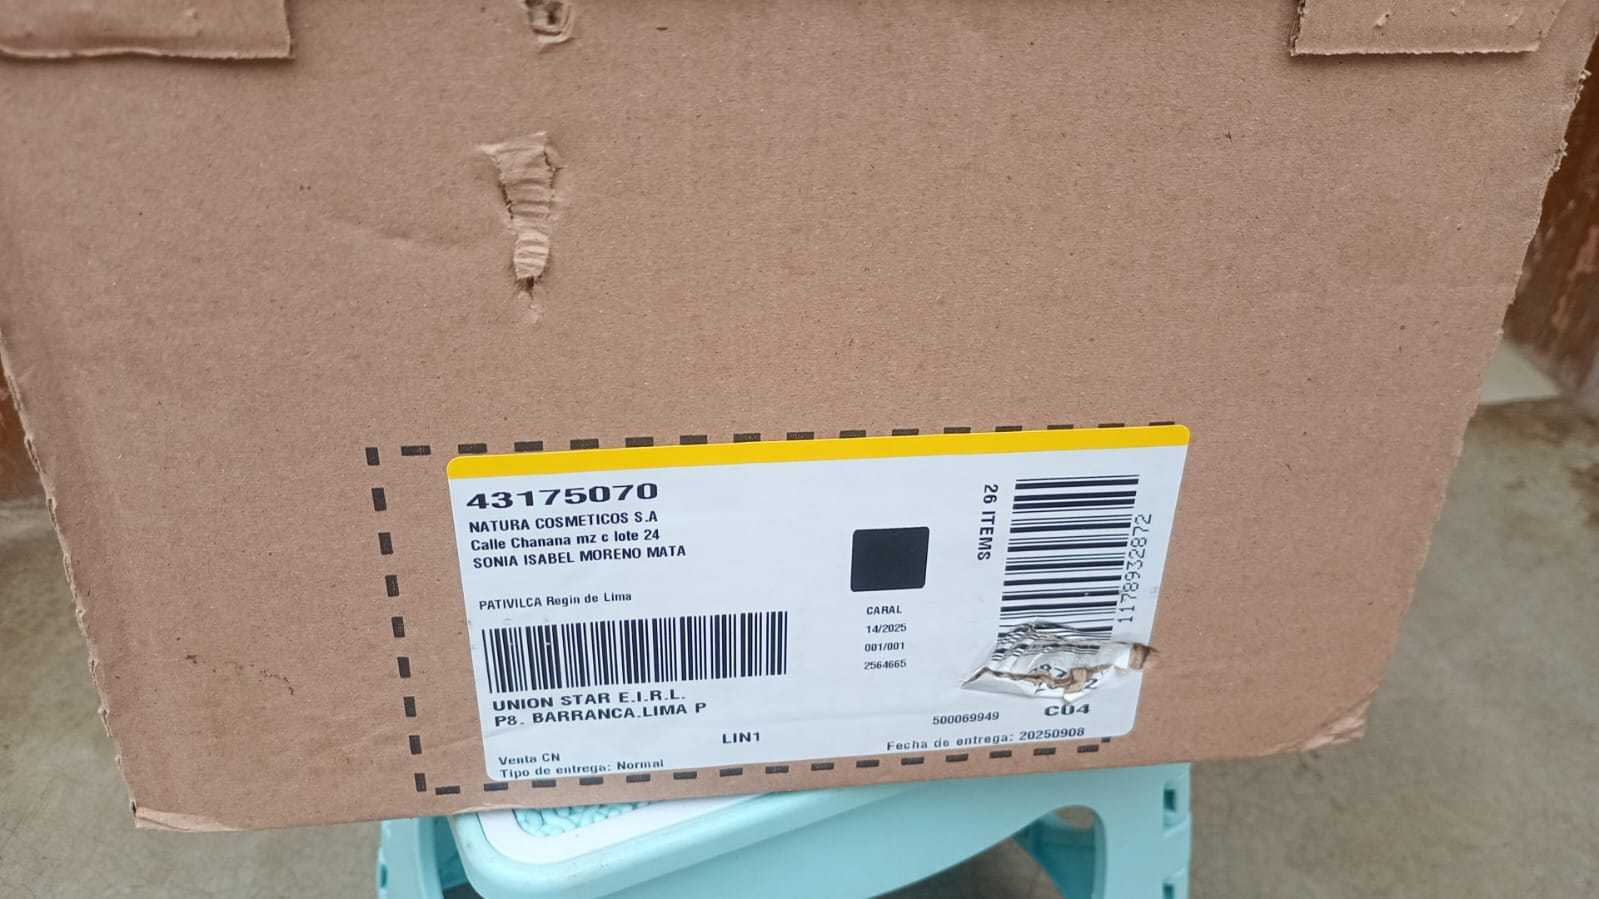 43175070
NATURA COSMETICOS S.A
Calle Chanana mz c lote 24
SONIA ISABEL MORENO MATA
PATIVILCA Regin de Lima
UNION STAR E.I.R.L.
P8. BARRANCA.LIMA P
LIN1
Venta CN
Tipo de entrega: Normal
CARAL
14/2025
001/001
2564665
26 ITEMS
1178932872
500069949
C04
Fecha de entrega: 20250908